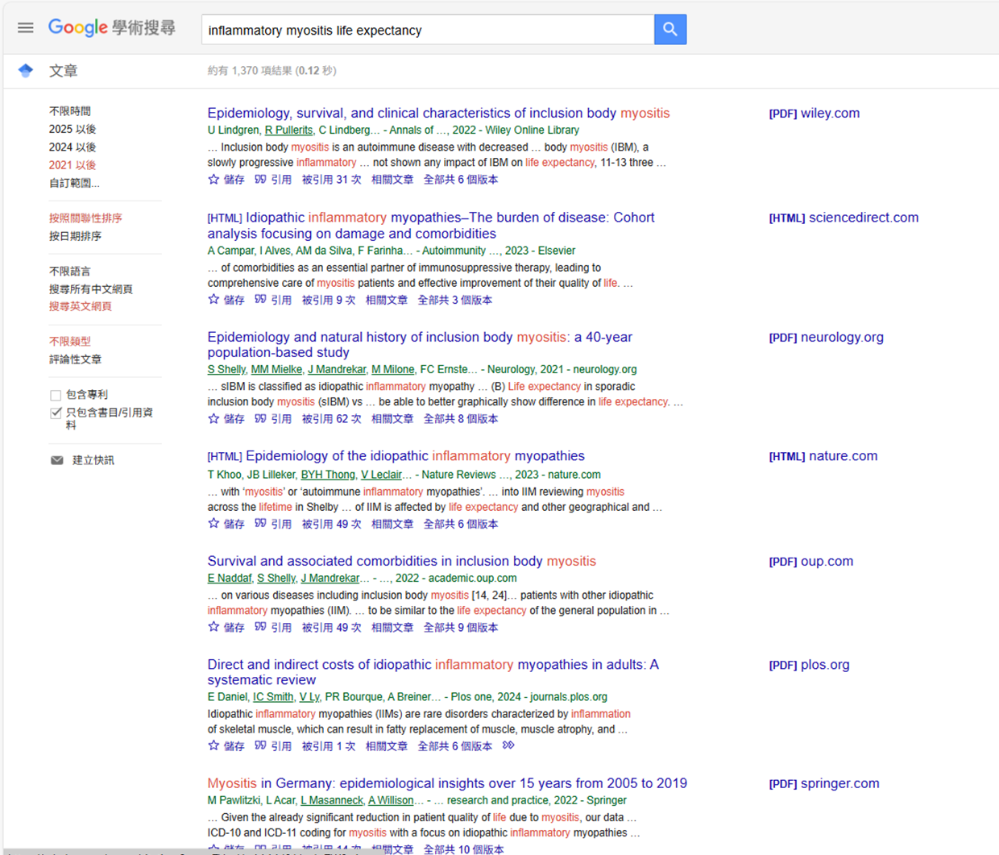 Google 學術搜尋
inflammatory myositis life expectancy
文章
約有 1,370 項結果 (0.12 秒)
不限時間
2025 以後
2024 以後
2021 以後
自訂範圍...
按照關聯性排序
按日期排序
不限語言
搜尋所有中文網頁
搜尋英文網頁
不限類型
評論性文章
包含專利
只包含書目/引用資
料
建立快訊
Epidemiology, survival, and clinical characteristics of inclusion body myositis
[PDF] wiley.com
U Lindgren, R Pullerits, C Lindberg… - Annals of …, 2022 - Wiley Online Library
… Inclusion body myositis is an autoimmune disease with decreased … body myositis (IBM), a
slowly progressive inflammatory … not shown any impact of IBM on life expectancy, 11-13 three …
儲存 引用 被引用 31 次 相關文章 全部共 6 個版本
[HTML] Idiopathic inflammatory myopathies–The burden of disease: Cohort
[HTML] sciencedirect.com
analysis focusing on damage and comorbidities
A Campar, I Alves, AM da Silva, F Farinha… - Autoimmunity …, 2023 - Elsevier
… of comorbidities as an essential partner of immunosuppressive therapy, leading to
comprehensive care of myositis patients and effective improvement of their quality of life. …
儲存 引用 被引用 9 次 相關文章 全部共 3 個版本
Epidemiology and natural history of inclusion body myositis: a 40-year
[PDF] neurology.org
population-based study
S Shelly, MM Mielke, J Mandrekar, M Milone, FC Ernste… - Neurology, 2021 - neurology.org
… sIBM is classified as idiopathic inflammatory myopathy … (B) Life expectancy in sporadic
inclusion body myositis (sIBM) vs … be able to better graphically show difference in life expectancy. …
儲存 引用 被引用 62 次 相關文章 全部共 8 個版本
[HTML] Epidemiology of the idiopathic inflammatory myopathies
[HTML] nature.com
T Khoo, JB Lilleker, BYH Thong, V Leclair… - Nature Reviews …, 2023 - nature.com
… with ‘myositis’ or ‘autoimmune inflammatory myopathies’. … into IIM reviewing myositis
across the lifetime in Shelby … of IIM is affected by life expectancy and other geographical and …
儲存 引用 被引用 49 次 相關文章 全部共 6 個版本
Survival and associated comorbidities in inclusion body myositis
[PDF] oup.com
E Naddaf, S Shelly, J Mandrekar… - …, 2022 - academic.oup.com
… on various diseases including inclusion body myositis [14, 24]… patients with other idiopathic
inflammatory myopathies (IIM). … to be similar to the life expectancy of the general population in …
儲存 引用 被引用 49 次 相關文章 全部共 9 個版本
Direct and indirect costs of idiopathic inflammatory myopathies in adults: A
[PDF] plos.org
systematic review
E Daniel, IC Smith, V Ly, PR Bourque, A Breiner… - Plos one, 2024 - journals.plos.org
Idiopathic inflammatory myopathies (IIMs) are rare disorders characterized by inflammation
of skeletal muscle, which can result in fatty replacement of muscle, muscle atrophy, and …
儲存 引用 被引用 1 次 相關文章 全部共 6 個版本
Myositis in Germany: epidemiological insights over 15 years from 2005 to 2019
[PDF] springer.com
M Pawlitzki, L Acar, L Masanneck, A Willison… - … research and practice, 2022 - Springer
… Given the already significant reduction in patient quality of life due to myositis, our data …
ICD-10 and ICD-11 coding for myositis with a focus on idiopathic inflammatory myopathies …
儲存 引用 被引用 14 次 相關文章 全部共 10 個版本